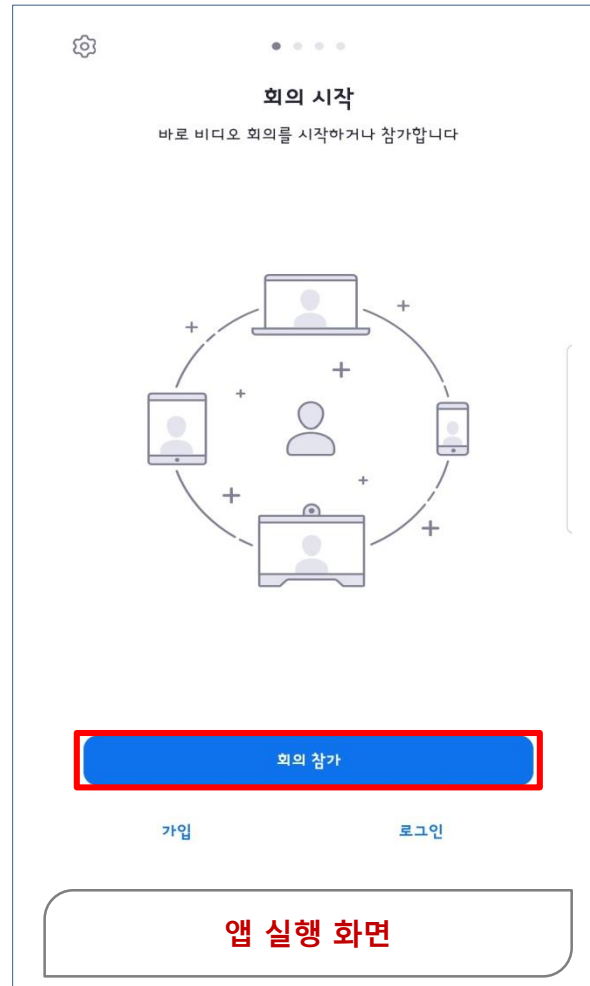 회의 시작
바로 비디오 회의를 시작하거나 참가합니다
회의 참가
가입 로그인
앱 실행 화면